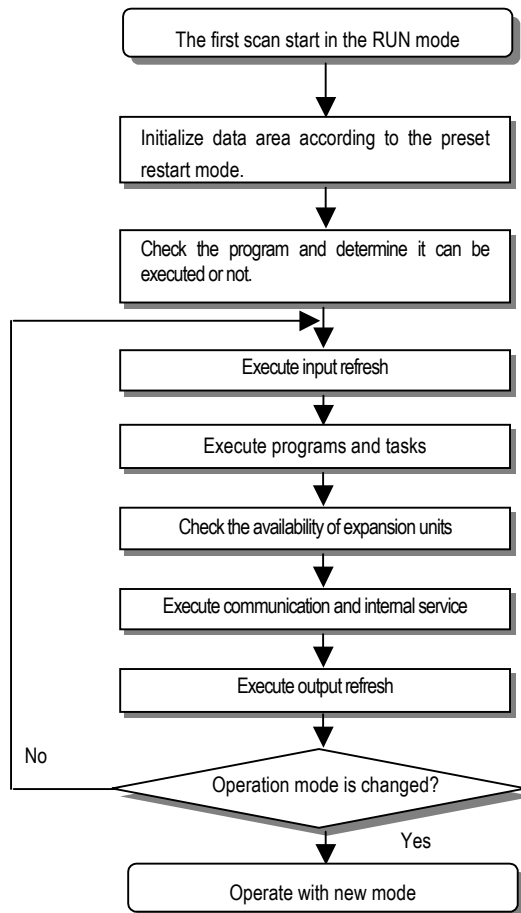 The first scan start in the RUN mode
Initialize data area according to the preset
restart mode.
Check the program and determine it can be
executed or not.
Execute input refresh
Execute programs and tasks
Check the availability of expansion units
Execute communication and internal service
Execute output refresh
No
Operation mode is changed?
Yes
Operate with new mode